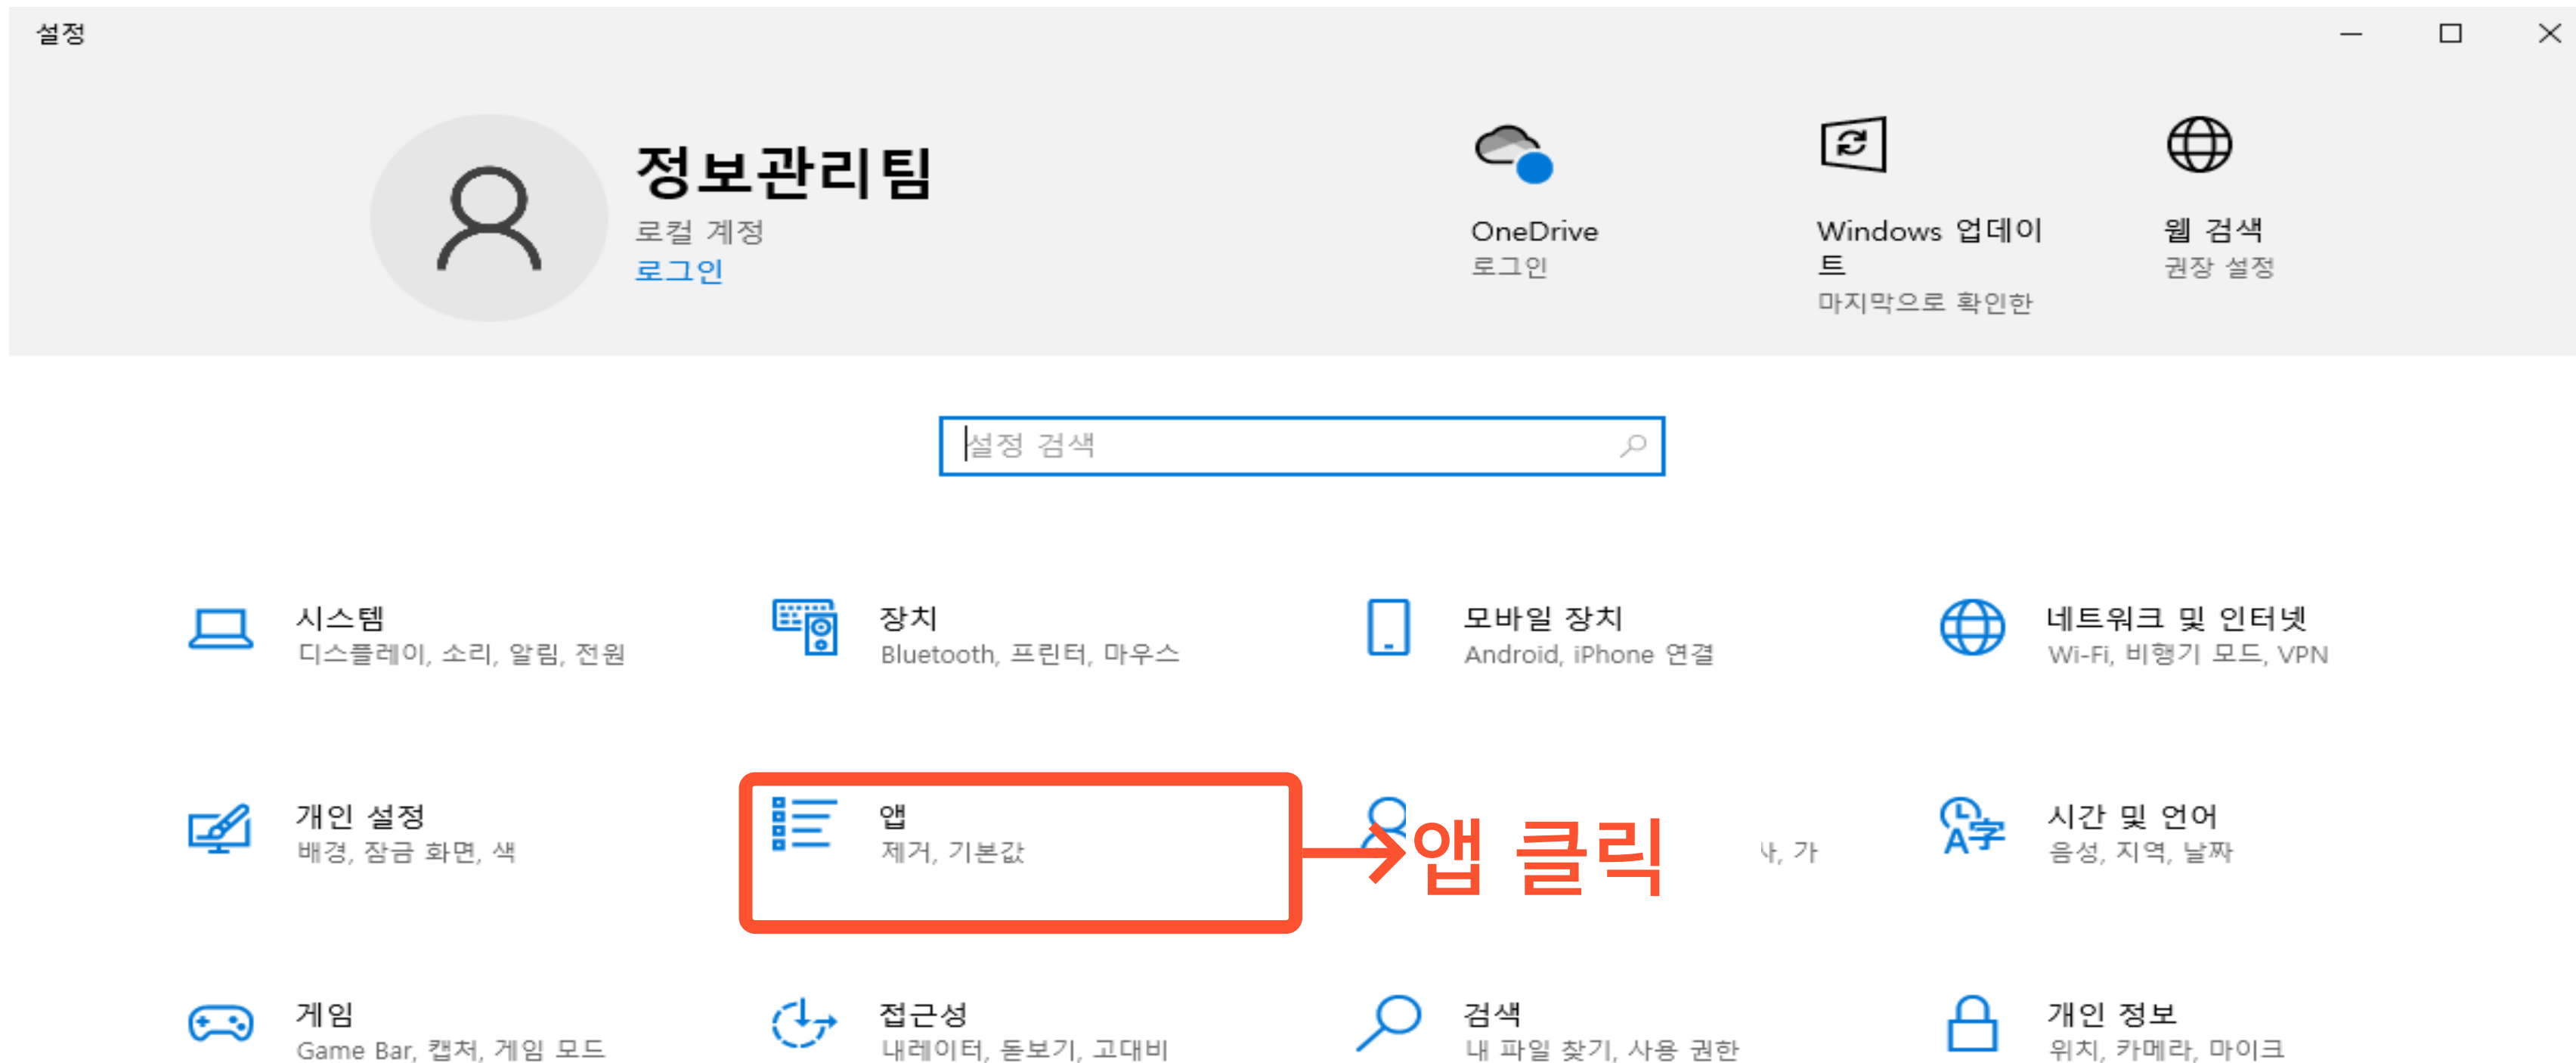 설정
정보관리팀
로컬 계정
로그인
OneDrive
로그인
Windows 업데이
트
마지막으로 확인한
웹 검색
권장 설정
설정 검색
시스템
디스플레이, 소리, 알림, 전원
장치
Bluetooth, 프린터, 마우스
모바일 장치
Android, iPhone 연결
네트워크 및 인터넷
Wi-Fi, 비행기 모드, VPN
개인 설정
배경, 잠금 화면, 색
앱
제거, 기본값
앱 클릭
가
시간 및 언어
음성, 지역, 날짜
게임
Game Bar, 캡처, 게임 모드
접근성
내레이터, 돋보기, 고대비
검색
내 파일 찾기, 사용 권한
개인 정보
위치, 카메라, 마이크